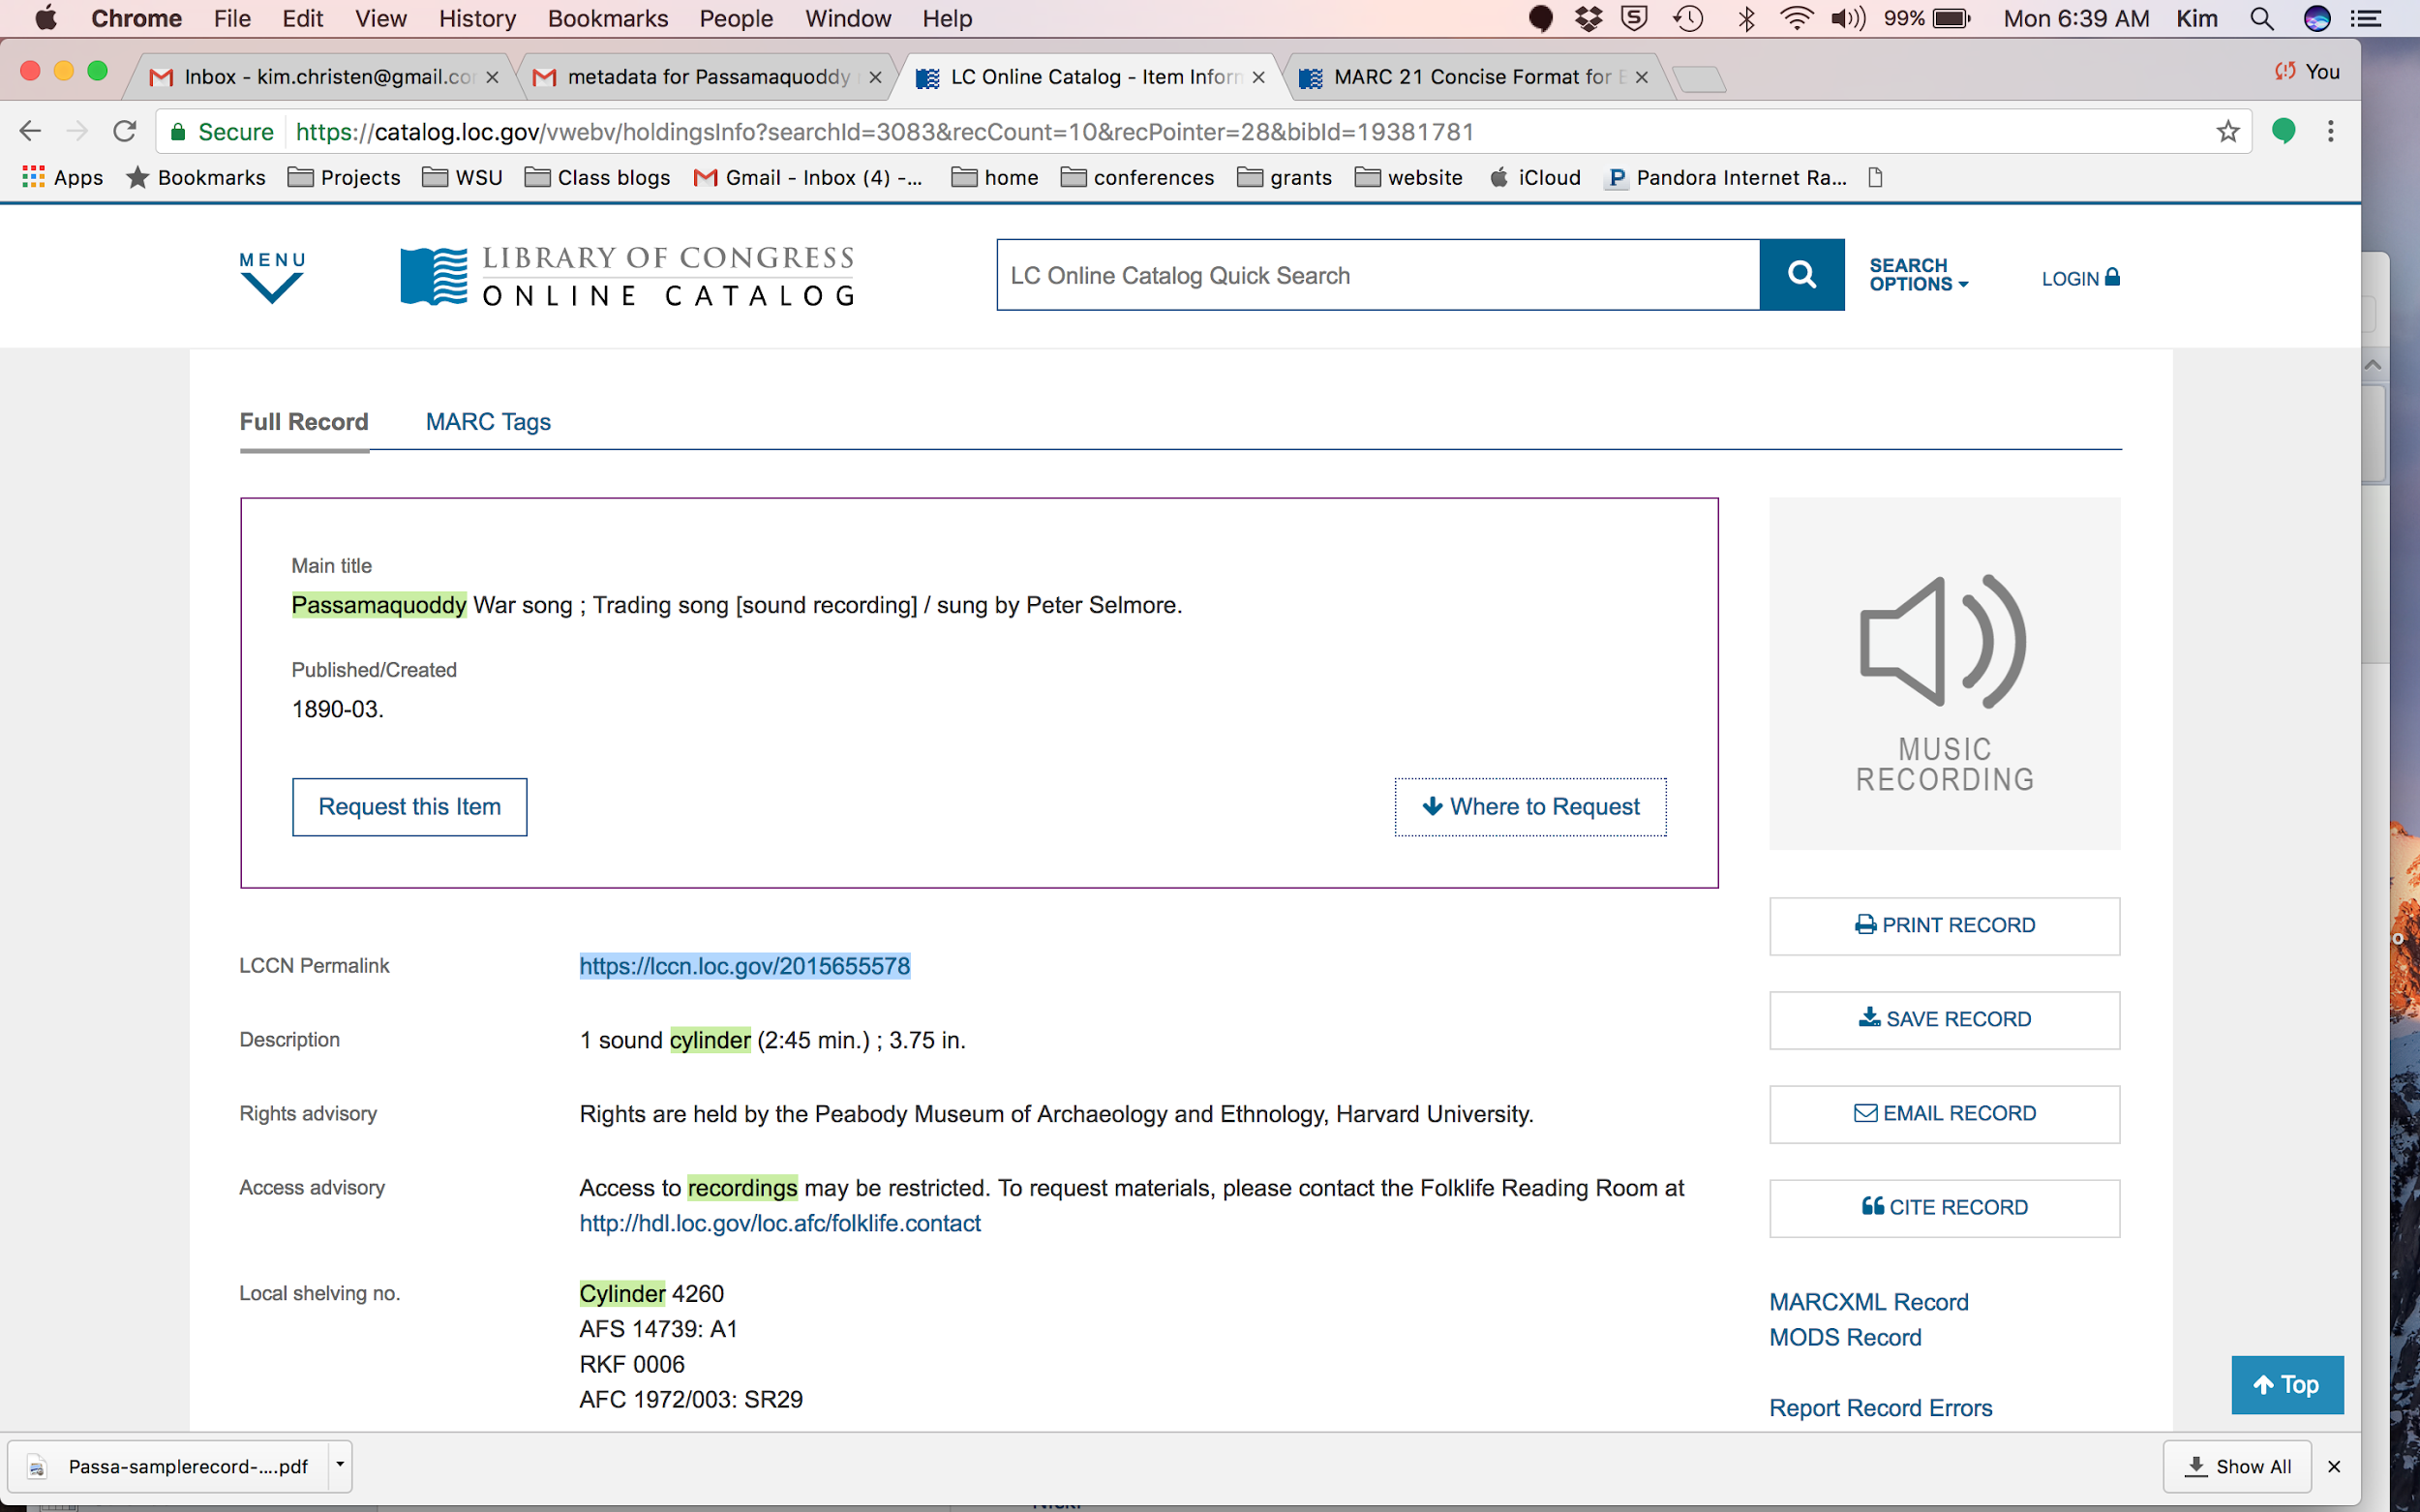 Chrome File Edit View History Bookmarks People Window Help 99% Mon 6:39 AM Kim
Inbox - kim.christen@gmail.co metadata for Passamaquoddy LC Online Catalog - Item Inform MARC 21 Concise Format for B You
Secure https://catalog.loc.gov/vwebv/holdingsInfo?searchId=3083&recCount=10&recPointer=28&bibId=19381781
Apps Bookmarks Projects WSU Class blogs Gmail - Inbox (4) -... home conferences grants website iCloud Pandora Internet Ra...
MENU
LIBRARY OF CONGRESS
ONLINE CATALOG
LC Online Catalog Quick Search
SEARCH
OPTIONS
LOGIN
Full Record MARC Tags
Main title
Passamaquoddy War song ; Trading song [sound recording] / sung by Peter Selmore.
Published/Created
1890-03.
Request this Item Where to Request
MUSIC
RECORDING
LCCN Permalink https://lccn.loc.gov/2015655578
Description 1 sound cylinder (2:45 min.) ; 3.75 in.
Rights advisory Rights are held by the Peabody Museum of Archaeology and Ethnology, Harvard University.
Access advisory Access to recordings may be restricted. To request materials, please contact the Folklife Reading Room at
http://hdl.loc.gov/loc.afc/folklife.contact
Local shelving no. Cylinder 4260
AFS 14739: A1
RKF 0006
AFC 1972/003: SR29
PRINT RECORD
SAVE RECORD
EMAIL RECORD
CITE RECORD
MARCXML Record
MODS Record
Report Record Errors
Top
Passa-samplerecord-....pdf Show All